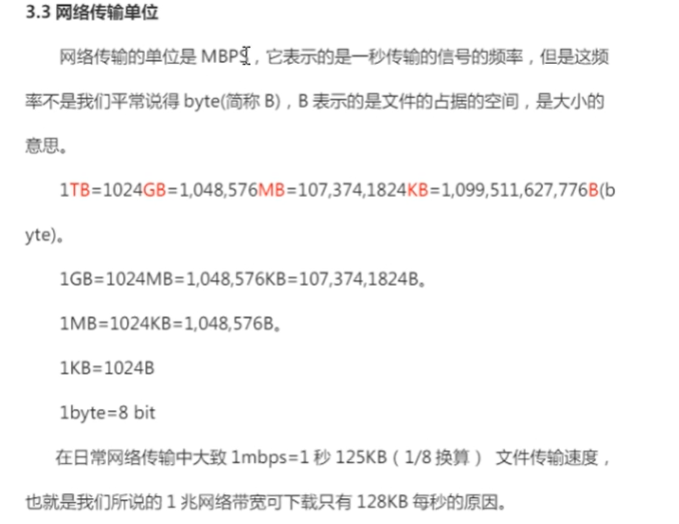 3.3 网络传输单位
网络传输的单位是 MBPS，它表示的是一秒传输的信号的频率，但是这频
率不是我们平常说得 byte(简称 B)，B 表示的是文件的占据的空间，是大小的
意思。
1TB=1024GB=1,048,576MB=107,374,1824KB=1,099,511,627,776B(b
yte)。
1GB=1024MB=1,048,576KB=107,374,1824B。
1MB=1024KB=1,048,576B。
1KB=1024B
1byte=8 bit
在日常网络传输中大致 1mbps=1 秒 125KB（1/8 换算） 文件传输速度，
也就是我们所说的 1 兆网络带宽可下载只有 128KB 每秒的原因。